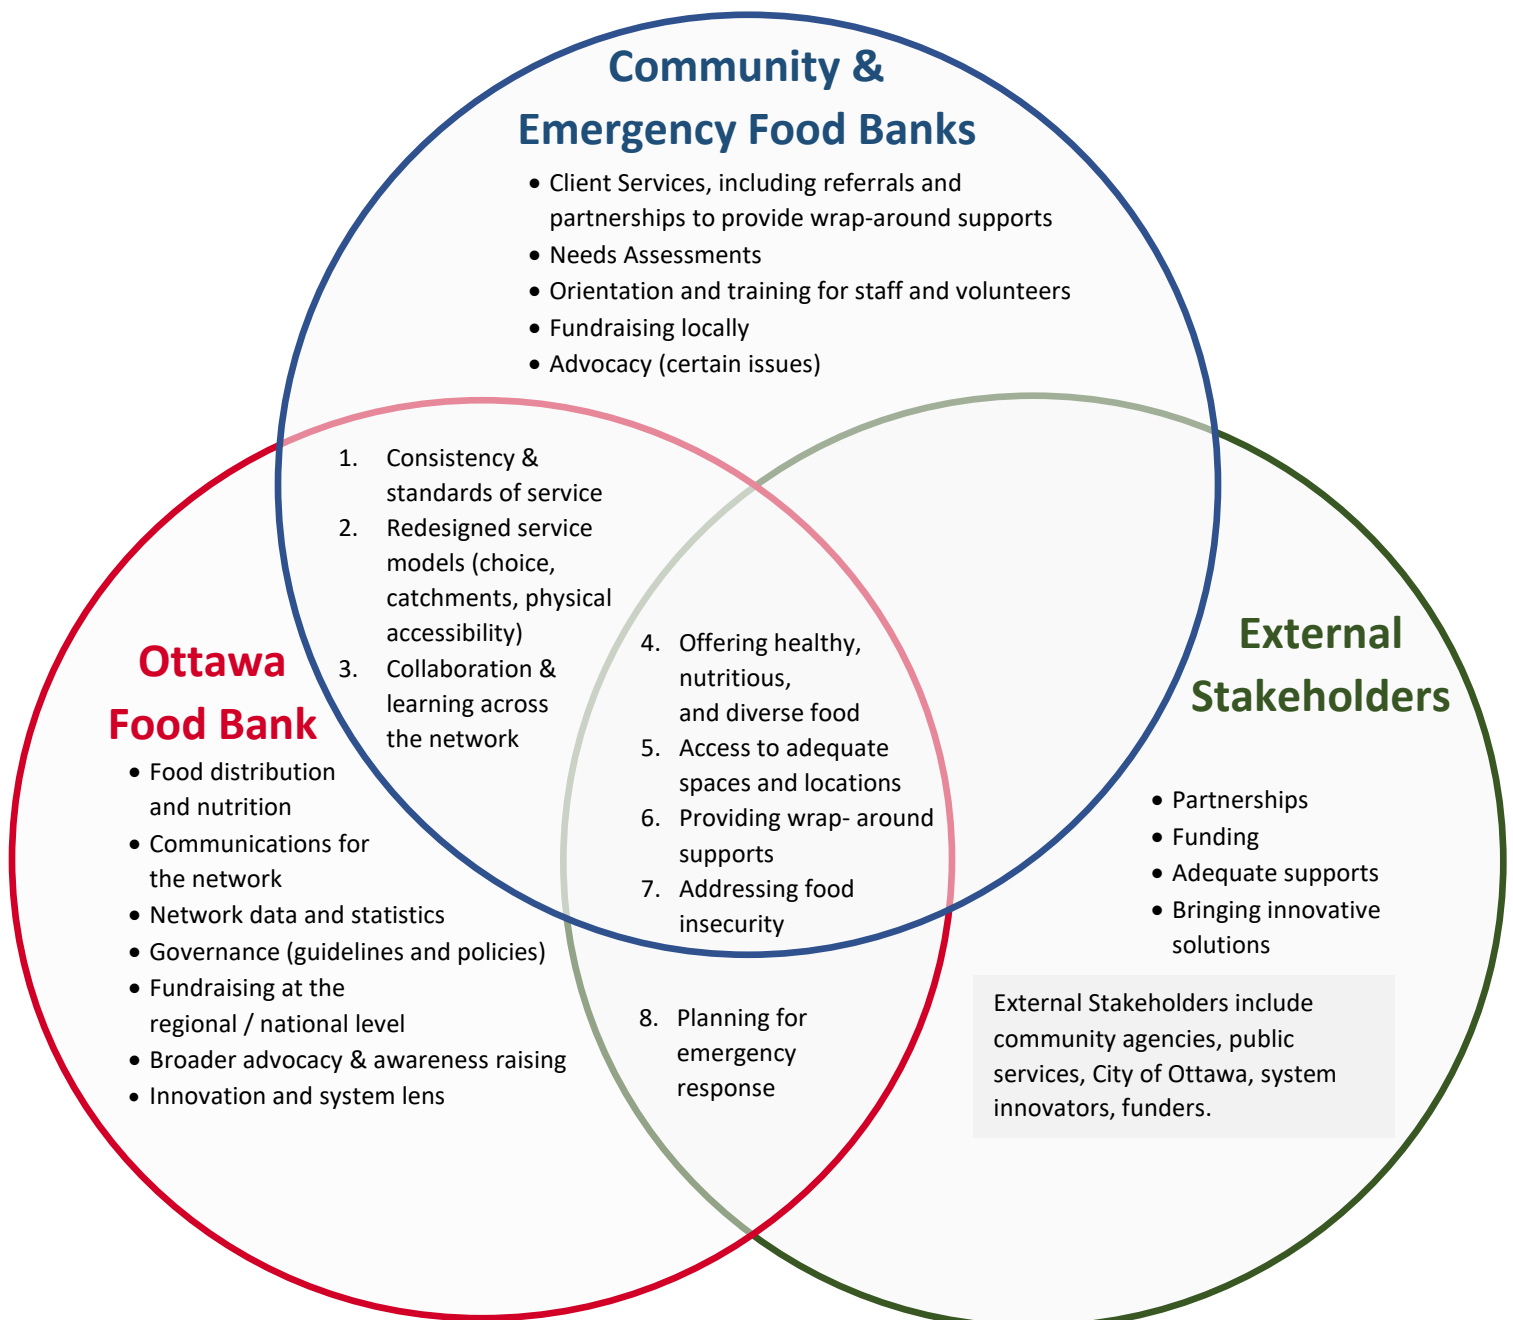 Community &
Emergency Food Banks
• Client Services, including referrals and
partnerships to provide wrap-around supports
• Needs Assessments
• Orientation and training for staff and volunteers
• Fundraising locally
• Advocacy (certain issues)
1. Consistency &
standards of service
2. Redesigned service
models (choice,
catchments, physical
accessibility)
3. Collaboration &
learning across
the network
4. Offering healthy,
nutritious,
and diverse food
5. Access to adequate
spaces and locations
6. Providing wrap- around
supports
7. Addressing food
insecurity
8. Planning for
emergency
response
Ottawa
Food Bank
• Food distribution
and nutrition
• Communications for
the network
• Network data and statistics
• Governance (guidelines and policies)
• Fundraising at the
regional / national level
• Broader advocacy & awareness raising
• Innovation and system lens
External
Stakeholders
• Partnerships
• Funding
• Adequate supports
• Bringing innovative
solutions
External Stakeholders include
community agencies, public
services, City of Ottawa, system
innovators, funders.